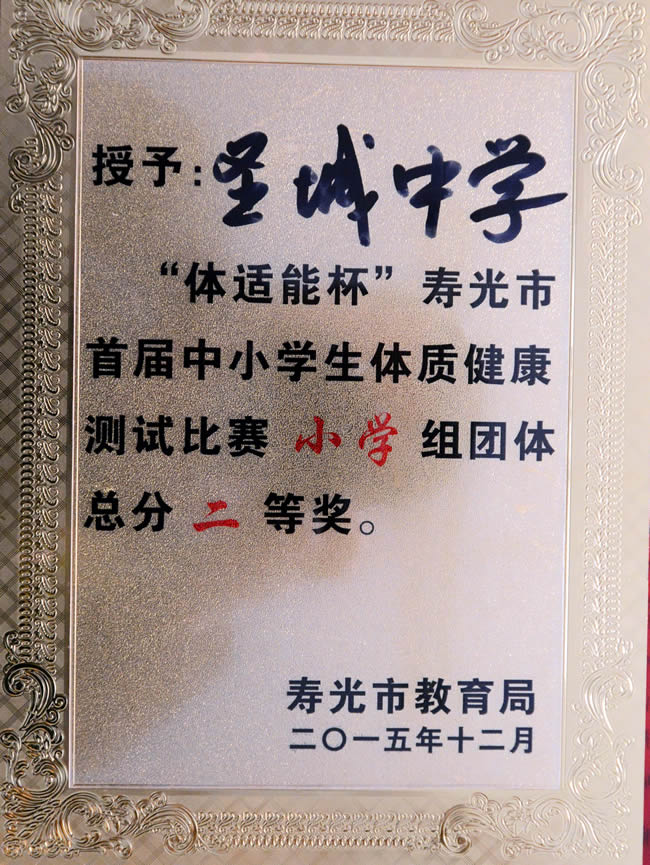 授予：圣城中学
“体适能杯”寿光市
首届中小学生体质健康
测试比赛 小学 组团体
总分 二 等奖。
寿光市教育局
二〇一五年十二月